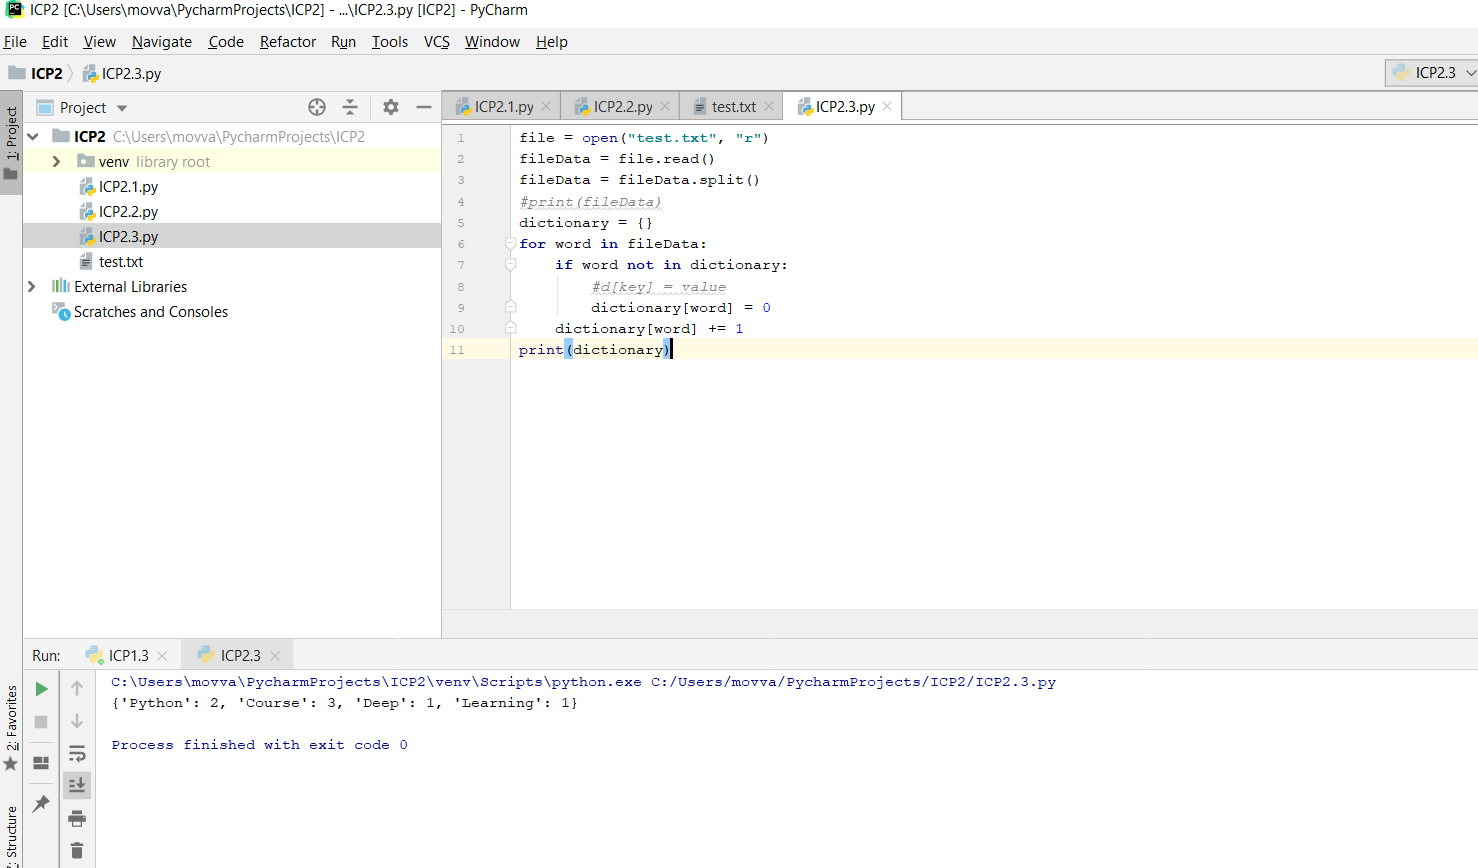 ICP2 [C:\Users\movva\PycharmProjects\ICP2] - ...\ICP2.3.py [ICP2] - PyCharm
File Edit View Navigate Code Refactor Run Tools VCS Window Help
ICP2 ICP2.3.py ICP2.3
1: Project
Project
ICP2 C:\Users\movva\PycharmProjects\ICP2
venv library root
ICP2.1.py
ICP2.2.py
ICP2.3.py
test.txt
External Libraries
Scratches and Consoles
ICP2.1.py ICP2.2.py test.txt ICP2.3.py
1 file = open("test.txt", "r")
2 fileData = file.read()
3 fileData = fileData.split()
4 #print(fileData)
5 dictionary = {}
6 for word in fileData:
7 if word not in dictionary:
8 #d[key] = value
9 dictionary[word] = 0
10 dictionary[word] += 1
11 print(dictionary)
Run: ICP1.3 ICP2.3
C:\Users\movva\PycharmProjects\ICP2\venv\Scripts\python.exe C:/Users/movva/PycharmProjects/ICP2/ICP2.3.py
{'Python': 2, 'Course': 3, 'Deep': 1, 'Learning': 1}
Process finished with exit code 0
2: Favorites
Structure